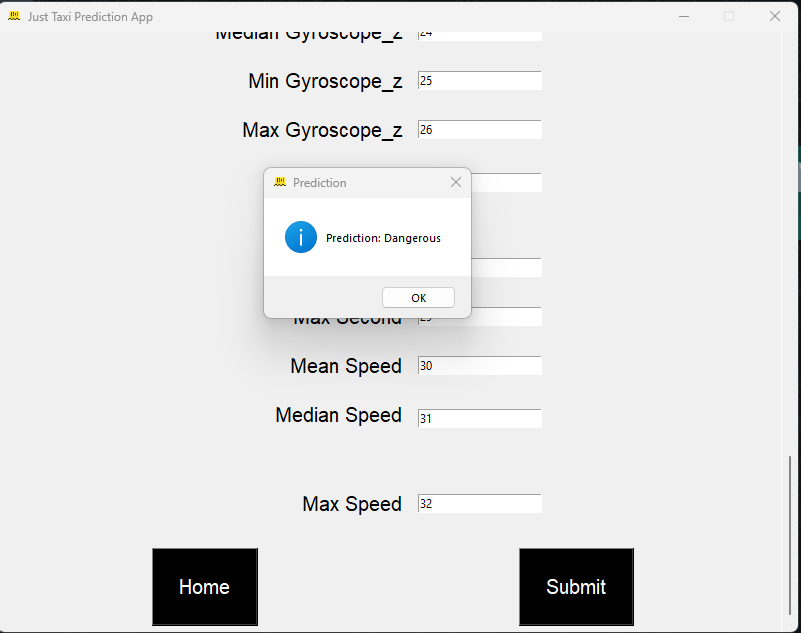 Just Taxi Prediction App
Median Gyroscope_z 24
Min Gyroscope_z 25
Max Gyroscope_z 26
Prediction
Prediction: Dangerous
OK
Max Second 29
Mean Speed 30
Median Speed 31
Max Speed 32
Home Submit